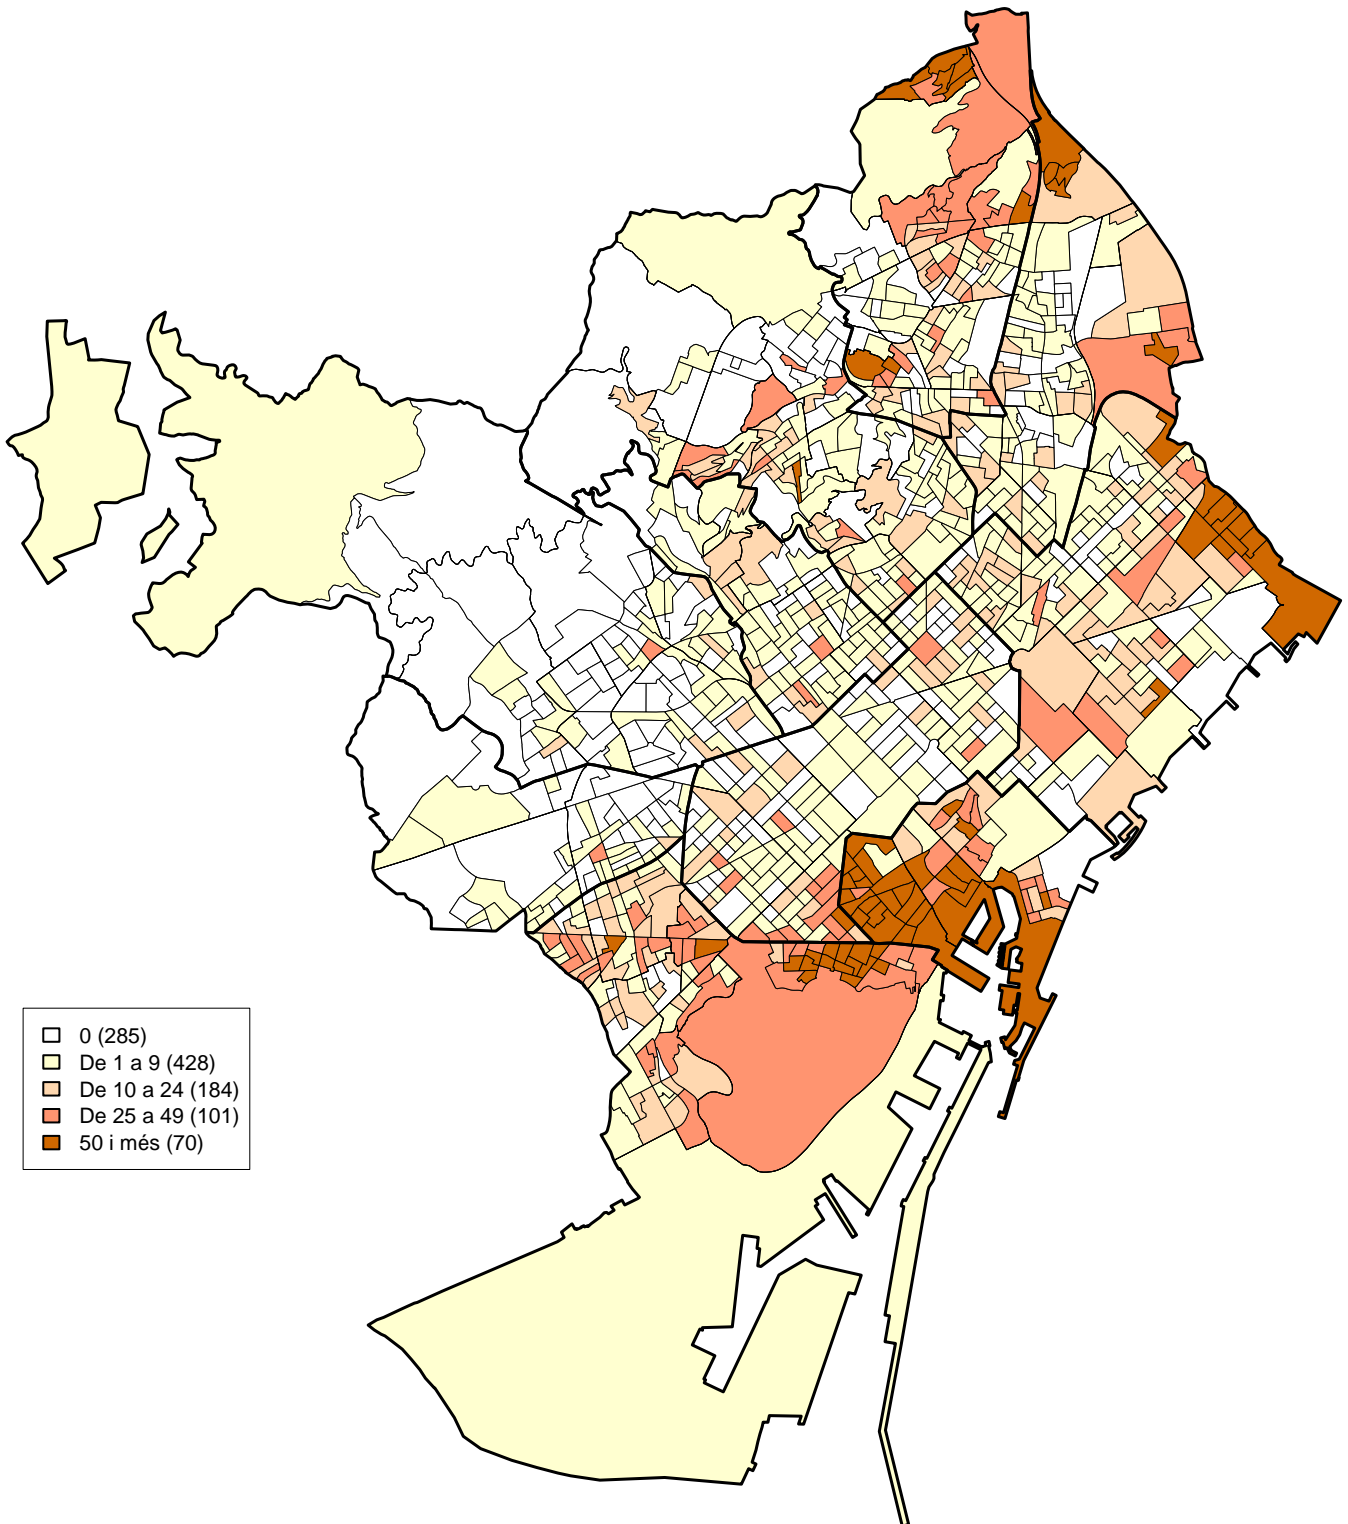 0 (285)
De 1 a 9 (428)
De 10 a 24 (184)
De 25 a 49 (101)
50 i més (70)